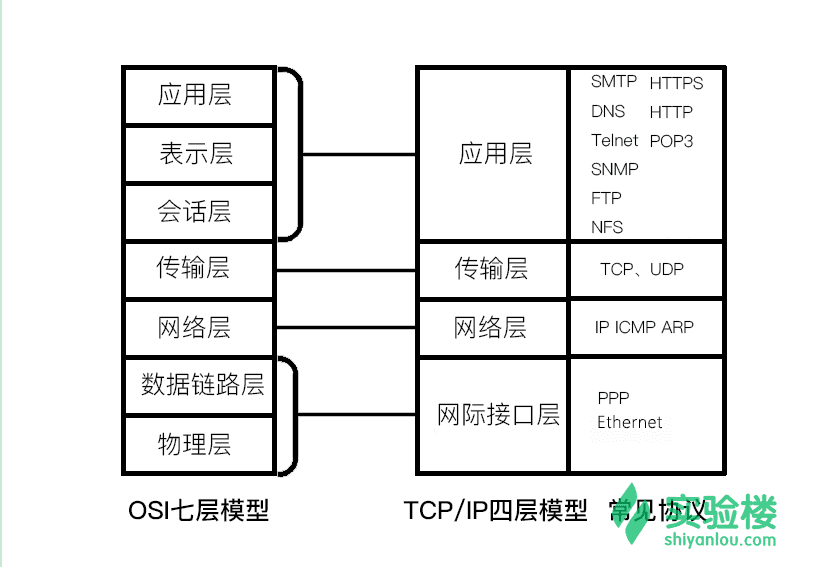 应用层
表示层
会话层
传输层
网络层
数据链路层
物理层
OSI七层模型
应用层
传输层
网络层
网际接口层
TCP/IP四层模型
SMTP HTTPS
DNS HTTP
Telnet POP3
SNMP
FTP
NFS
TCP、UDP
IP ICMP ARP
PPP
Ethernet
常见协议
实验楼
shiyanlou.com